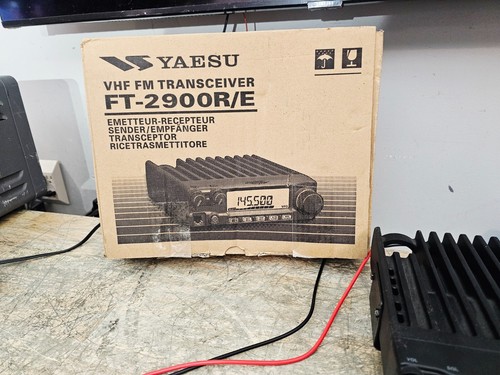 YAESU
VHF FM TRANSCEIVER
FT-2900R/E
EMETTEUR-RECEPTEUR
SENDER/EMPFÄNGER
TRANSCEPTOR
RICETRASMETTITORE
145.500